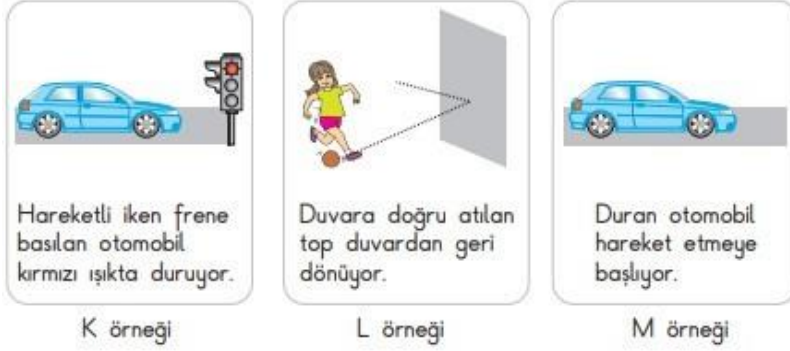 Hareketli iken frene
basılan otomobil
kırmızı ışıkta duruyor.
K örneği
Duvara doğru atılan
top duvardan geri
dönüyor.
L örneği
Duran otomobil
hareket etmeye
başlıyor.
M örneği